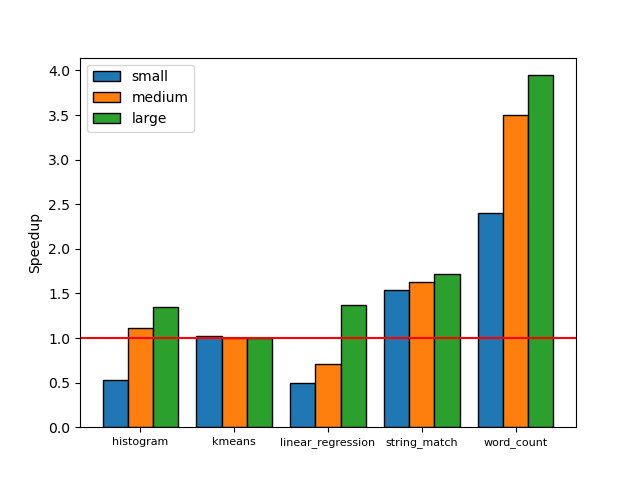 4.0
3.5
3.0
2.5
2.0
1.5
1.0
0.5
0.0
Speedup
small
medium
large
histogram kmeans linear_regression string_match word_count